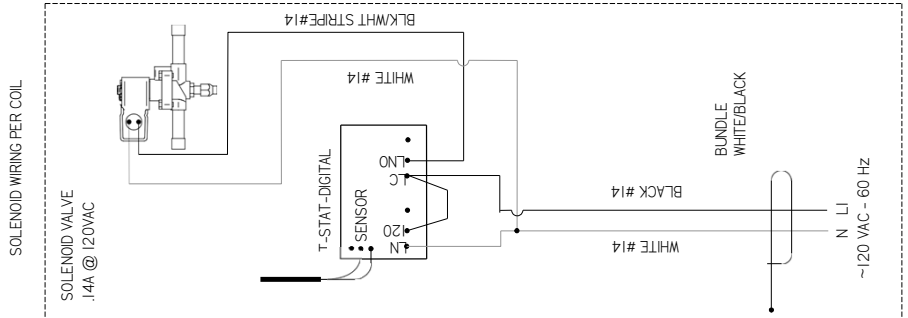 SOLENOID WIRING PER COIL
SOLENOID VALVE
.14A @ 120VAC
BLK/WHT STRIPE#14
WHITE #14
T-STAT-DIGITAL
SENSOR
LNO
LC
120
LN
BUNDLE
WHITE/BLACK
BLACK #14
WHITE #14
N L1
~120 VAC - 60 Hz